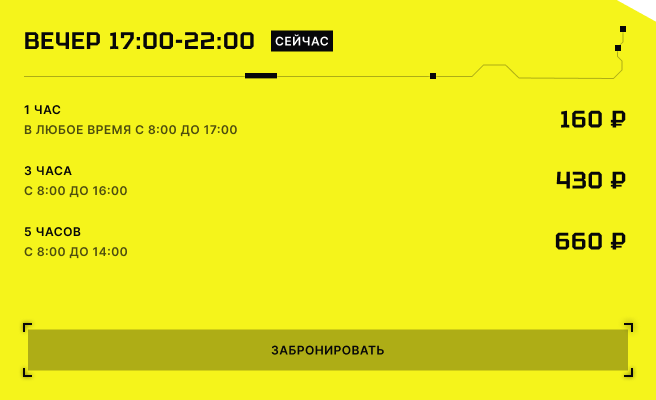 ВЕЧЕР 17:00-22:00 СЕЙЧАС
1 ЧАС
В ЛЮБОЕ ВРЕМЯ С 8:00 ДО 17:00
160 ₽
3 ЧАСА
С 8:00 ДО 16:00
430 ₽
5 ЧАСОВ
С 8:00 ДО 14:00
660 ₽
ЗАБРОНИРОВАТЬ